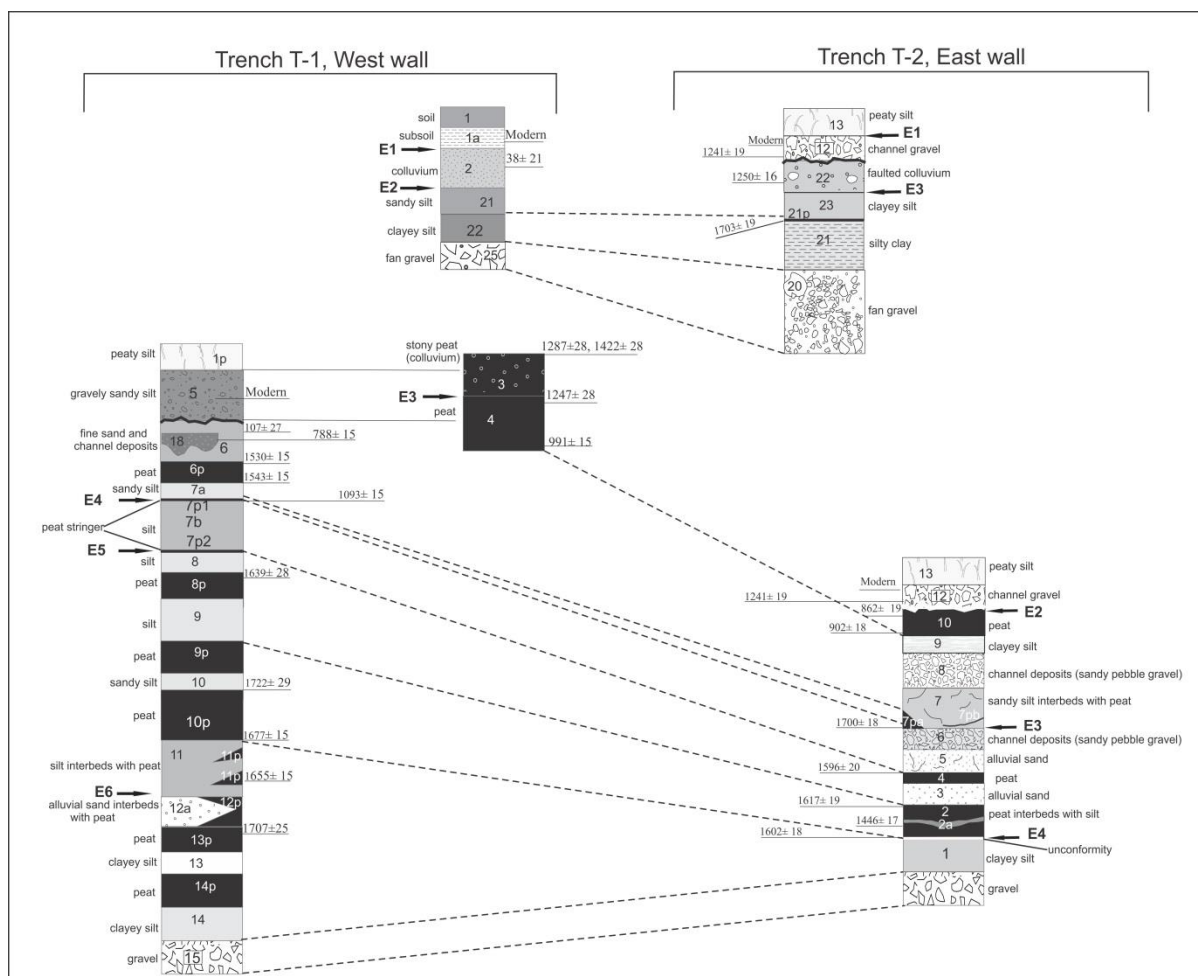 Trench T-1, West wall
Trench T-2, East wall
soil
1
subsoil
1a
Modern
E1
colluvium
2
38± 21
E2
sandy silt
21
clayey silt
22
fan gravel
25
13
peaty silt
E1
Modern
12
channel gravel
1241± 19
1250± 16
22
faulted colluvium
E3
23
clayey silt
21p
1703± 19
21
silty clay
20
fan gravel
peaty silt
1p
gravely sandy silt
5
Modern
fine sand and
channel deposits
18
6
107± 27
788± 15
1530± 15
peat
6p
1543± 15
sandy silt
7a
E4
1093± 15
7p1
peat stringer
silt
7b
7p2
E5
silt
8
1639± 28
peat
8p
silt
9
peat
9p
sandy silt
10
1722± 29
peat
10p
1677± 15
11
11p
silt interbeds with peat
11p
1655± 15
E6
alluvial sand interbeds
with peat
12a
12p
1707±25
peat
13p
clayey silt
13
peat
14p
clayey silt
14
gravel
15
stony peat
(colluvium)
1287±28, 1422± 28
3
E3
1247± 28
peat
4
991± 15
13
peaty silt
Modern
12
channel gravel
1241± 19
862± 19
E2
10
peat
902± 18
9
clayey silt
8
channel deposits (sandy pebble gravel)
7
sandy silt interbeds with peat
7pa
7pb
1700± 18
E3
6
channel deposits (sandy pebble gravel)
5
alluvial sand
1596± 20
4
peat
3
alluvial sand
1617± 19
2
peat interbeds with silt
1446± 17
2a
1602± 18
E4
unconformity
1
clayey silt
gravel